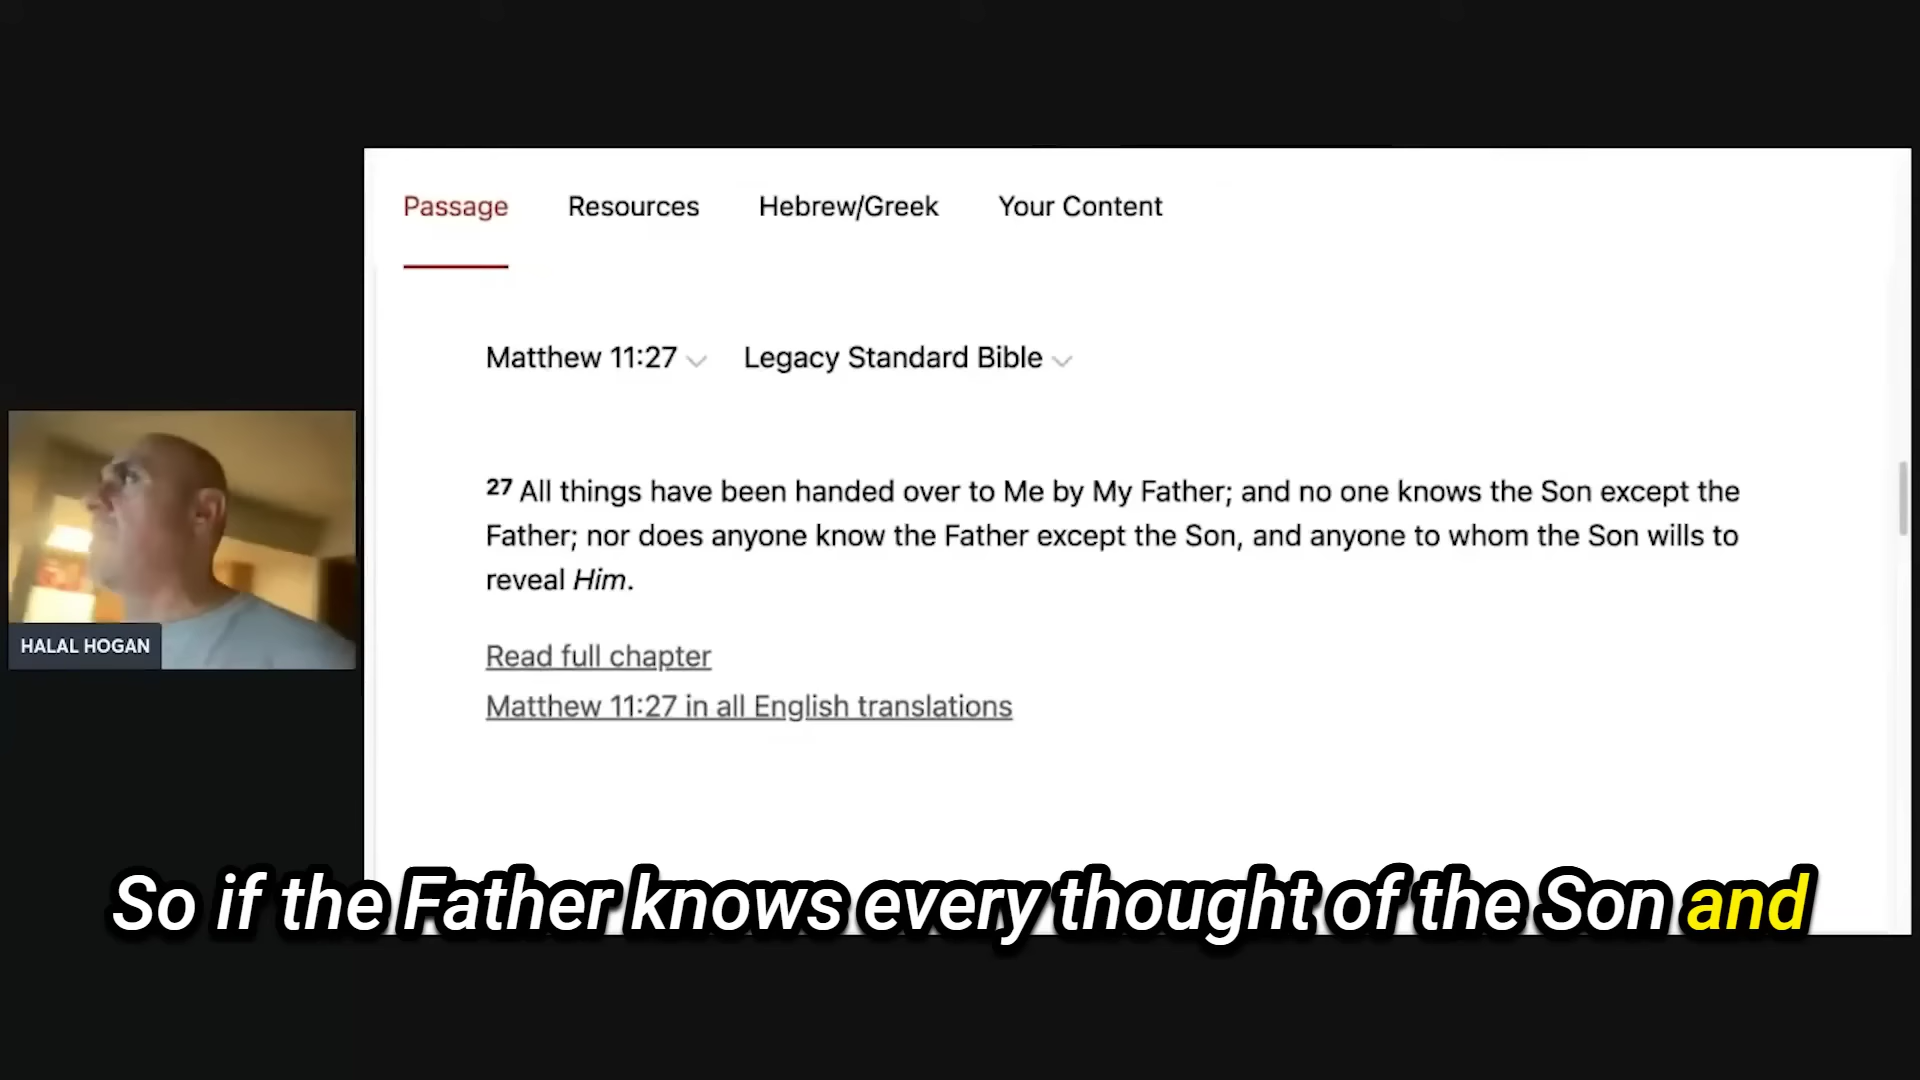 Passage Resources Hebrew/Greek Your Content
Matthew 11:27 Legacy Standard Bible
27 All things have been handed over to Me by My Father; and no one knows the Son except the
Father; nor does anyone know the Father except the Son, and anyone to whom the Son wills to
reveal Him.
HALAL HOGAN
Read full chapter
Matthew 11:27 in all English translations
So if the Father knows every thought of the Son and